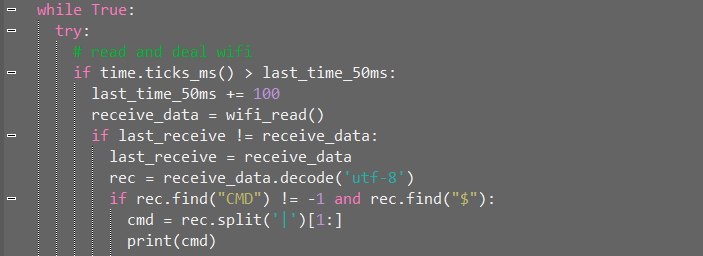 while True:
try:
# read and deal wifi
if time.ticks_ms() > last_time_50ms:
last_time_50ms += 100
receive_data = wifi_read()
if last_receive != receive_data:
last_receive = receive_data
rec = receive_data.decode('utf-8')
if rec.find("CMD") != -1 and rec.find("$"):
cmd = rec.split('|')[1:]
print(cmd)